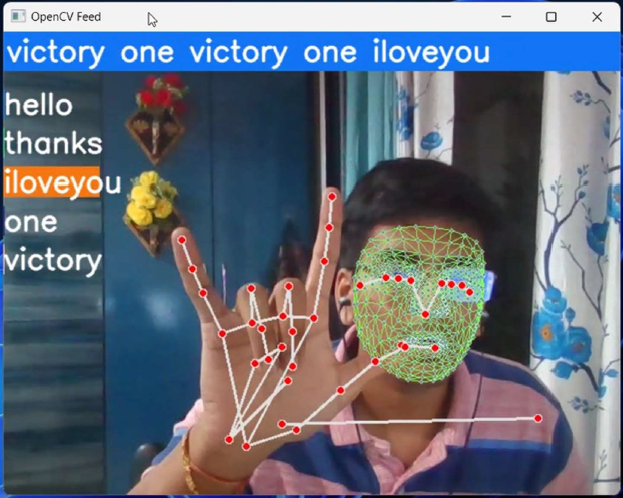 OpenCV Feed
victory one victory one iloveyou
hello
thanks
iloveyou
one
victory